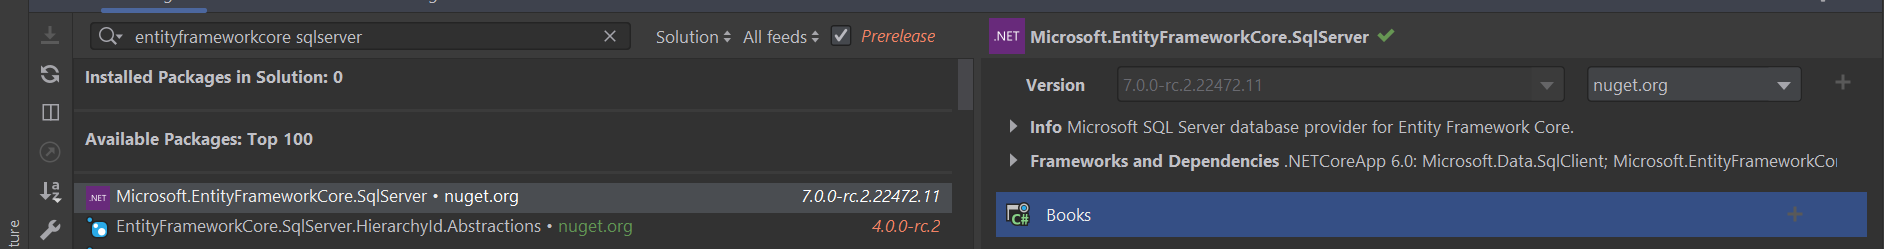 entityframeworkcore sqlserver
Solution
All feeds
Prerelease
Installed Packages in Solution: 0
Available Packages: Top 100
.NET Microsoft.EntityFrameworkCore.SqlServer • nuget.org 7.0.0-rc.2.22472.11
EntityFrameworkCore.SqlServer.HierarchyId.Abstractions • nuget.org 4.0.0-rc.2
.NET Microsoft.EntityFrameworkCore.SqlServer
Version 7.0.0-rc.2.22472.11 nuget.org
Info Microsoft SQL Server database provider for Entity Framework Core.
Frameworks and Dependencies .NETCoreApp 6.0: Microsoft.Data.SqlClient; Microsoft.EntityFrameworkCo
C# Books
ture